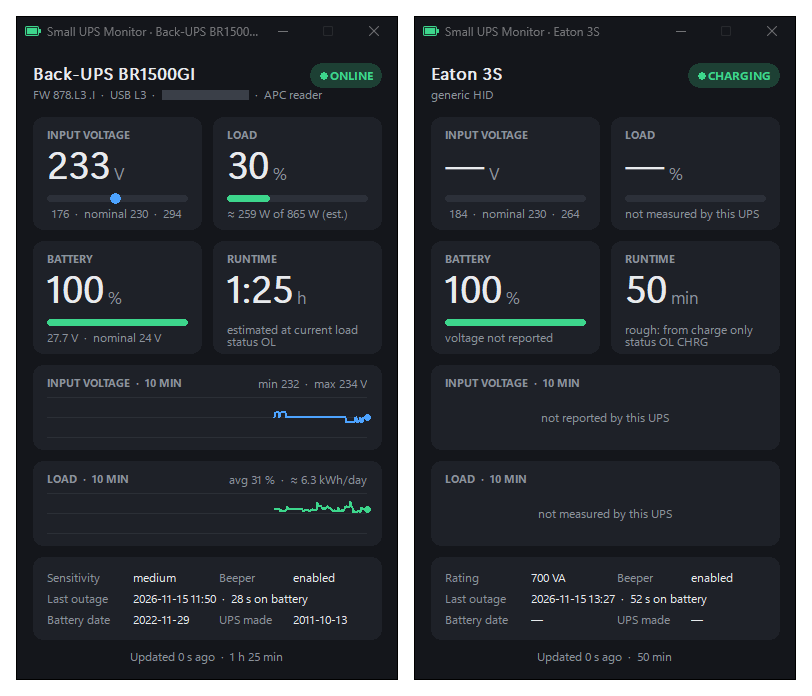 Small UPS Monitor · Back-UPS BR1500...
Back-UPS BR1500GI
ONLINE
FW 878.L3 .I · USB L3 · · APC reader
INPUT VOLTAGE
233 V
176 · nominal 230 · 294
LOAD
30 %
≈ 259 W of 865 W (est.)
BATTERY
100 %
27.7 V · nominal 24 V
RUNTIME
1:25 h
estimated at current load
status OL
INPUT VOLTAGE · 10 MIN
min 232 · max 234 V
LOAD · 10 MIN
avg 31 % · ≈ 6.3 kWh/day
Sensitivity medium Beeper enabled
Last outage 2026-11-15 11:50 · 28 s on battery
Battery date 2022-11-29 UPS made 2011-10-13
Updated 0 s ago · 1 h 25 min
Small UPS Monitor · Eaton 3S
Eaton 3S
CHARGING
generic HID
INPUT VOLTAGE
— V
184 · nominal 230 · 264
LOAD
— %
not measured by this UPS
BATTERY
100 %
voltage not reported
RUNTIME
50 min
rough: from charge only
status OL CHRG
INPUT VOLTAGE · 10 MIN
not reported by this UPS
LOAD · 10 MIN
not measured by this UPS
Rating 700 VA Beeper enabled
Last outage 2026-11-15 13:27 · 52 s on battery
Battery date — UPS made —
Updated 0 s ago · 50 min